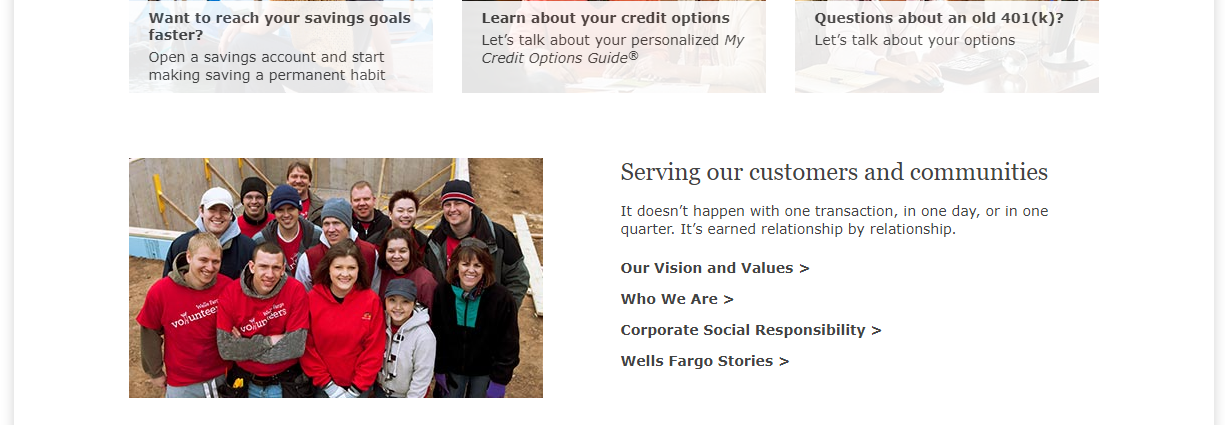 Want to reach your savings goals
faster?
Open a savings account and start
making saving a permanent habit
Learn about your credit options
Let’s talk about your personalized My
Credit Options Guide®
Questions about an old 401(k)?
Let’s talk about your options
Wells Fargo
volunteers
Wells Fargo
volunteers
Serving our customers and communities
It doesn’t happen with one transaction, in one day, or in one
quarter. It’s earned relationship by relationship.
Our Vision and Values >
Who We Are >
Corporate Social Responsibility >
Wells Fargo Stories >